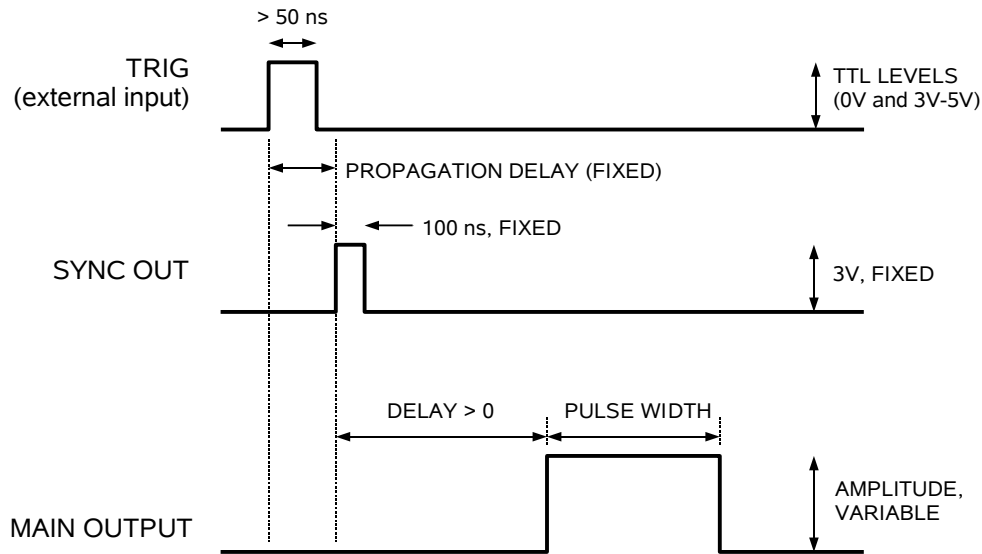 > 50 ns
TRIG
(external input)
TTL LEVELS
(0V and 3V-5V)
PROPAGATION DELAY (FIXED)
100 ns, FIXED
SYNC OUT
3V, FIXED
DELAY > 0
PULSE WIDTH
AMPLITUDE,
VARIABLE
MAIN OUTPUT